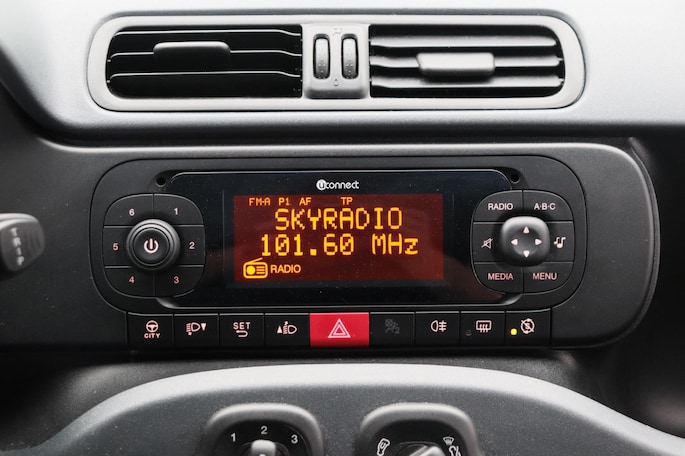 uconnect
FM-A P1 AF TP
SKYRADIO
101.60 MHz
RADIO
6 1
5 2
4 3
RADIO A·B·C
MEDIA MENU
TRIP
CITY
SET
1 2 3